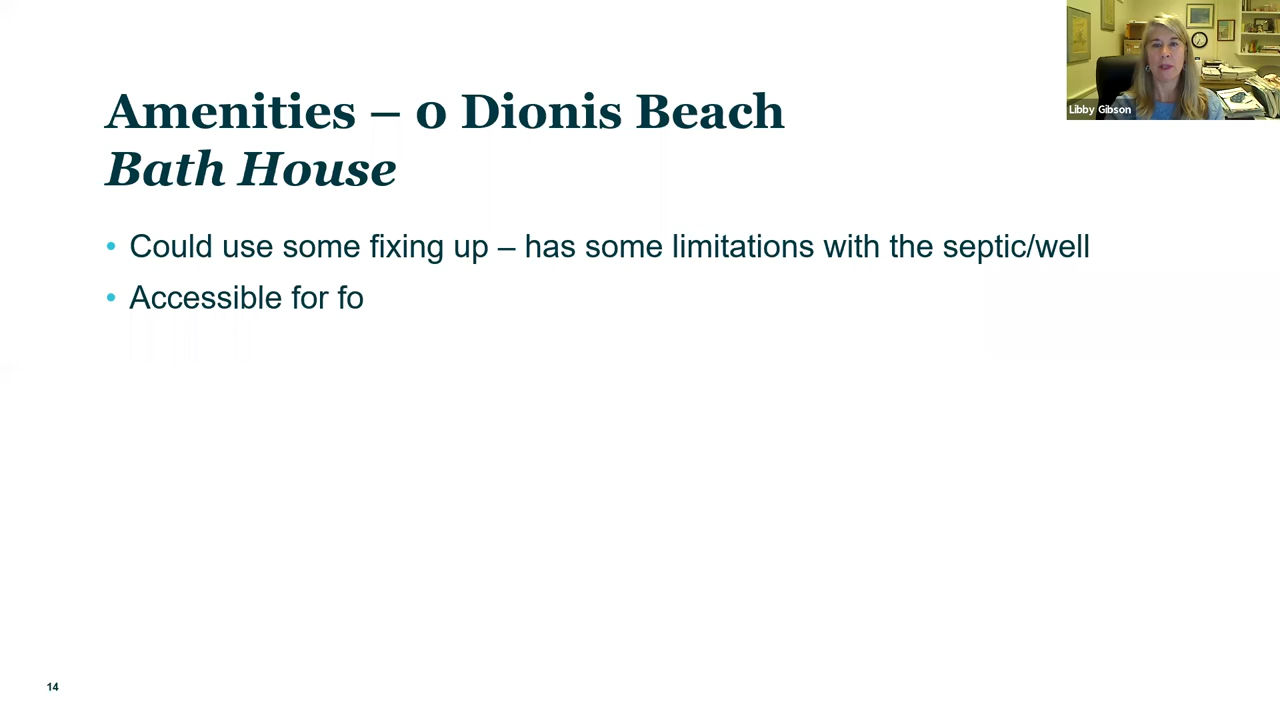 Libby Gibson
Amenities – 0 Dionis Beach
Bath House
• Could use some fixing up – has some limitations with the septic/well
• Accessible for fo
14